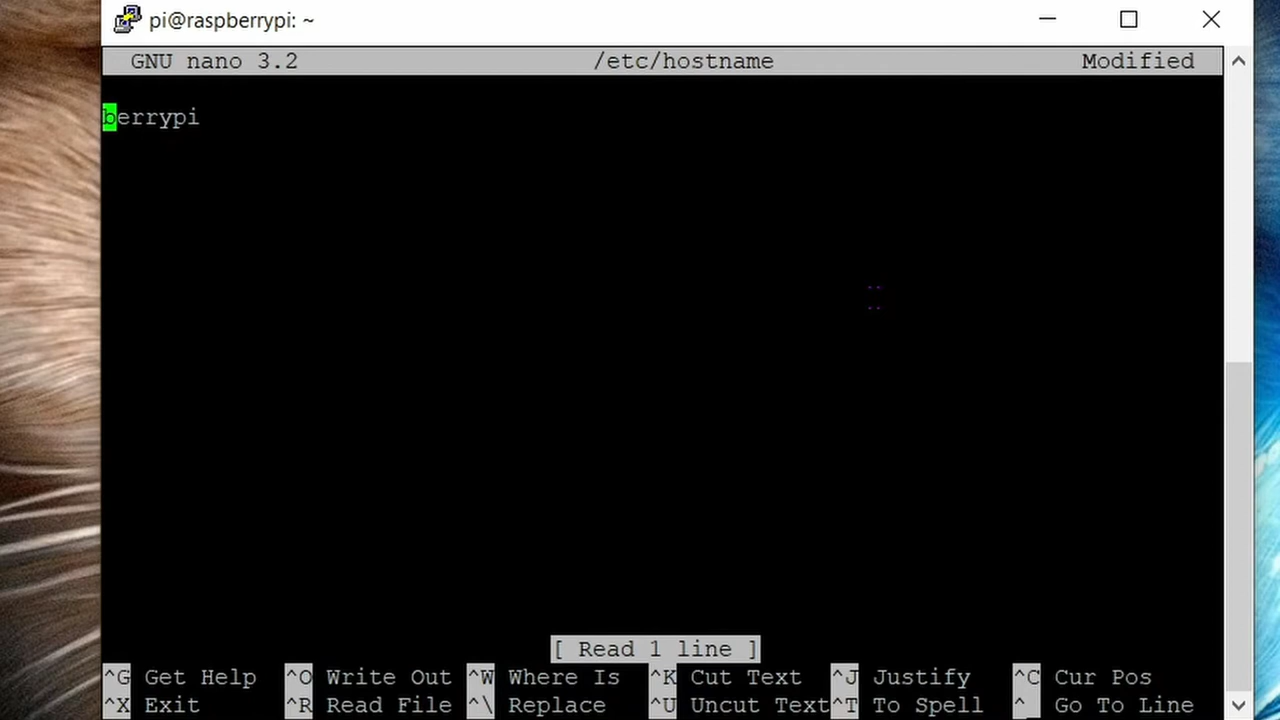 pi@raspberrypi: ~
GNU nano 3.2 /etc/hostname Modified
berrypi
[ Read 1 line ]
^G Get Help ^O Write Out ^W Where Is ^K Cut Text ^J Justify ^C Cur Pos
^X Exit ^R Read File ^\ Replace ^U Uncut Text ^T To Spell ^_ Go To Line